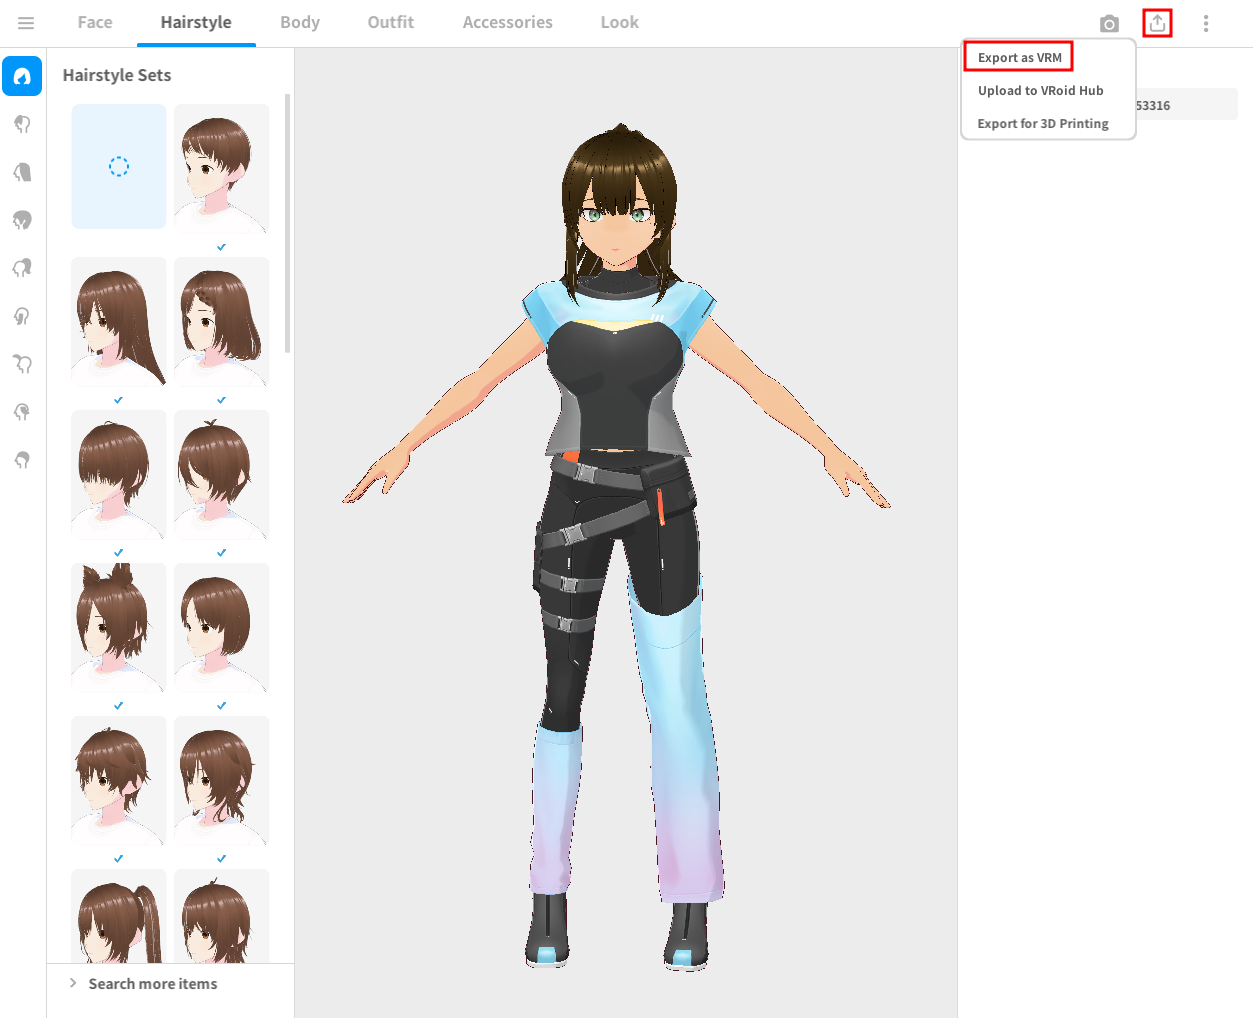 Face Hairstyle Body Outfit Accessories Look
Export as VRM
Upload to VRoid Hub
Export for 3D Printing
53316
Hairstyle Sets
Search more items